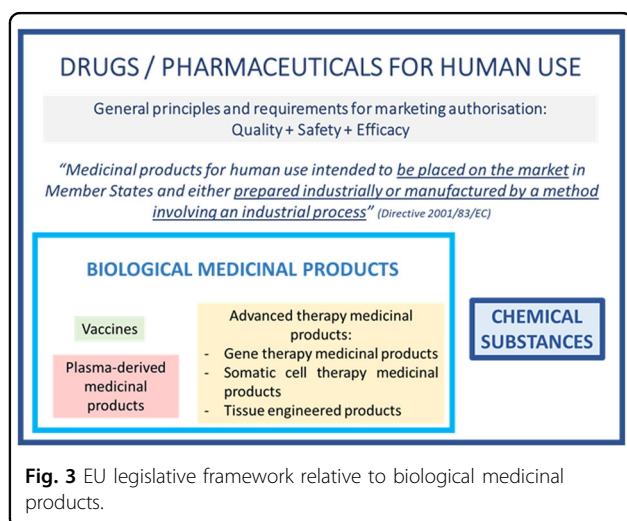 DRUGS / PHARMACEUTICALS FOR HUMAN USE
General principles and requirements for marketing authorisation:
Quality + Safety + Efficacy
“Medicinal products for human use intended to be placed on the market in
Member States and either prepared industrially or manufactured by a method
involving an industrial process” (Directive 2001/83/EC)
BIOLOGICAL MEDICINAL PRODUCTS
Vaccines
Plasma-derived
medicinal
products
Advanced therapy medicinal
products:
- Gene therapy medicinal products
- Somatic cell therapy medicinal
products
- Tissue engineered products
CHEMICAL
SUBSTANCES
Fig. 3 EU legislative framework relative to biological medicinal
products.